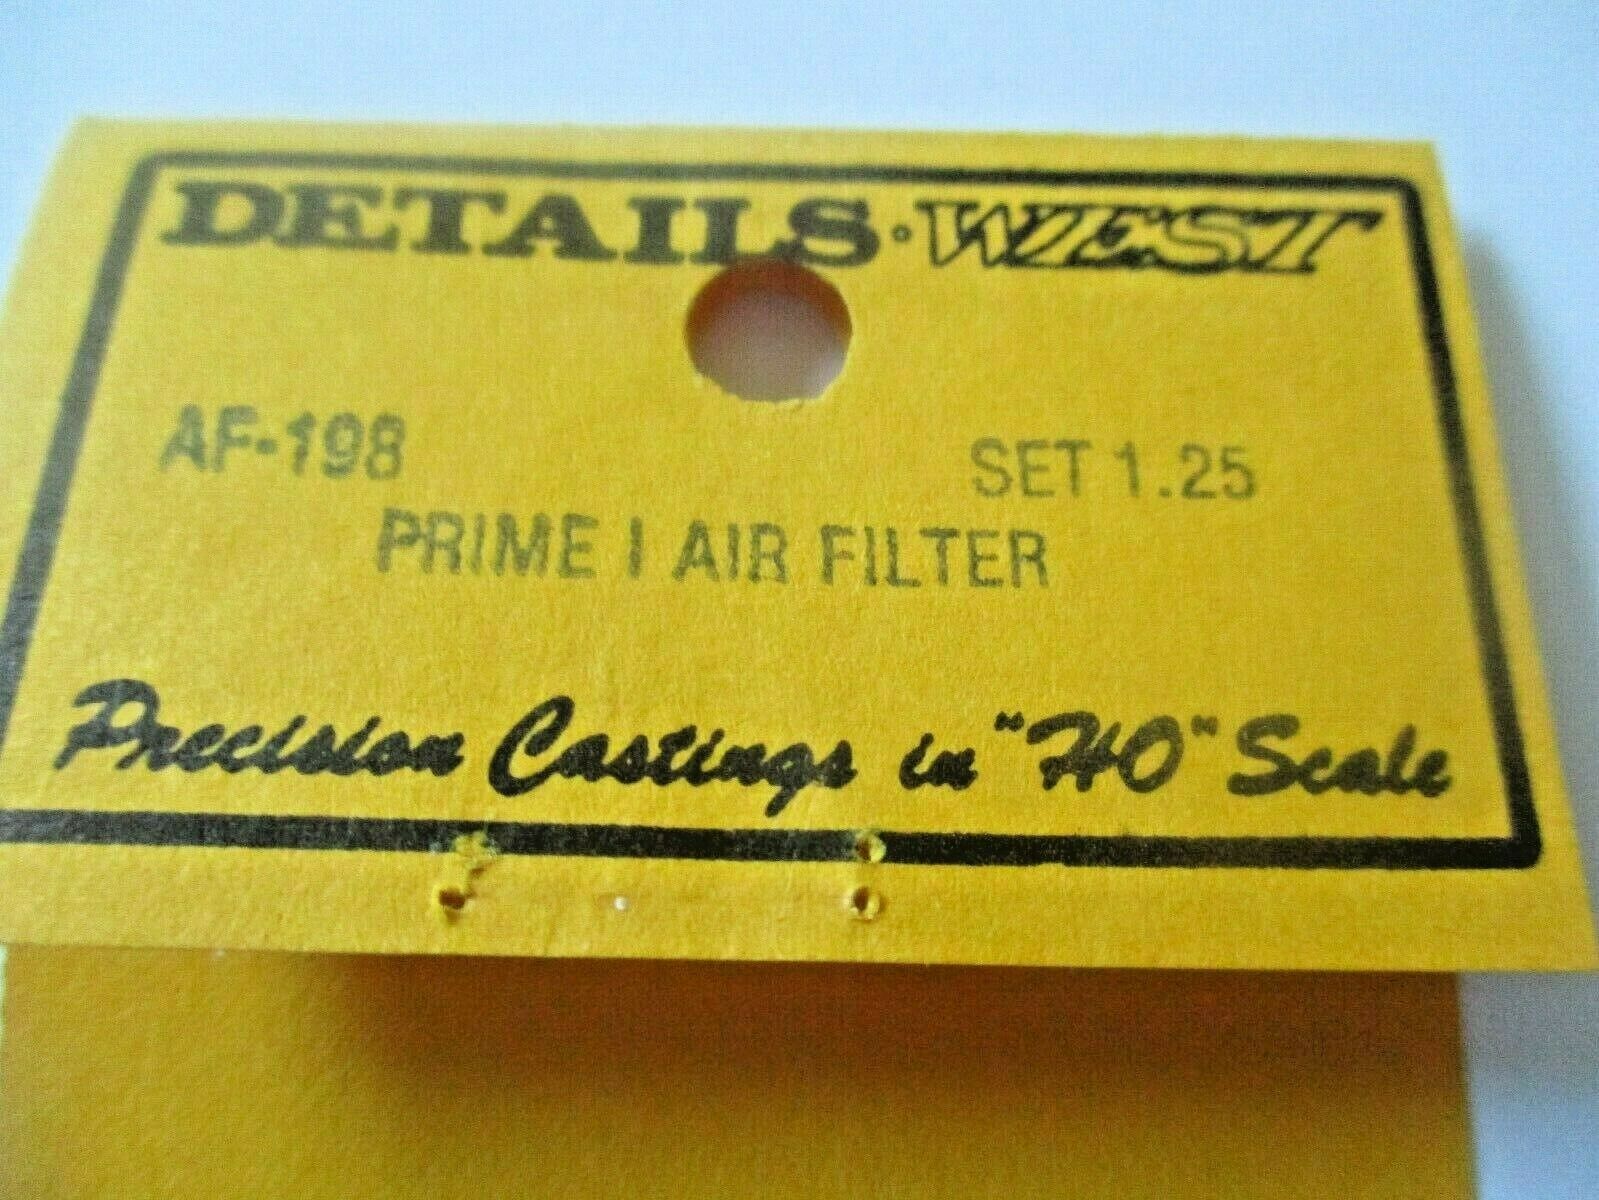 DETAILS·WEST
AF-198 SET 1.25
PRIME I AIR FILTER
Precision Castings in "HO" Scale